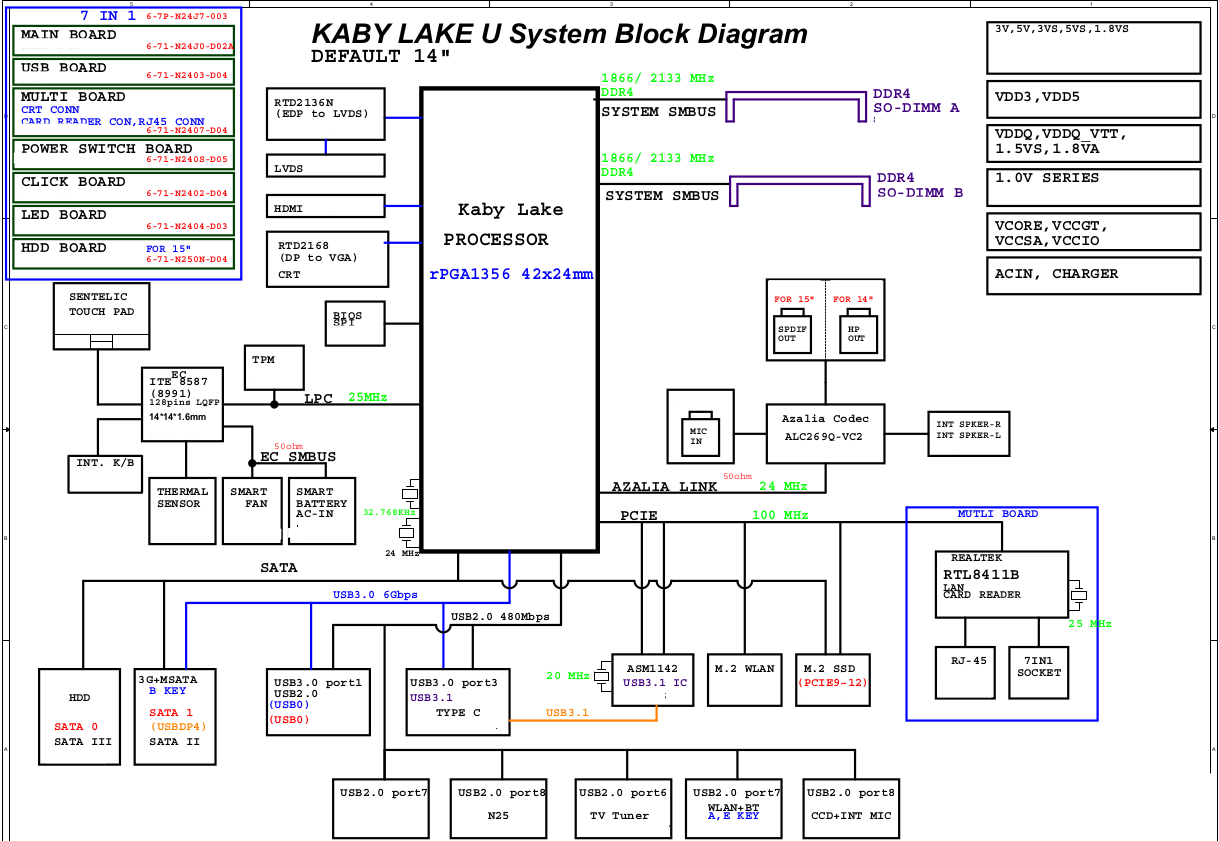 7 IN 1 6-7P-N24J7-003
MAIN BOARD
6-71-N24J0-D02A
USB BOARD
6-71-N2403-D04
MULTI BOARD
CRT CONN
CARD READER CON,RJ45 CONN
6-71-N2407-D04
POWER SWITCH BOARD
6-71-N240S-D05
CLICK BOARD
6-71-N2402-D04
LED BOARD
6-71-N2404-D03
HDD BOARD FOR 15"
6-71-N250N-D04
KABY LAKE U System Block Diagram
DEFAULT 14"
3V,5V,3VS,5VS,1.8VS
VDD3,VDD5
VDDQ,VDDQ_VTT,
1.5VS,1.8VA
1.0V SERIES
VCORE,VCCGT,
VCCSA,VCCIO
ACIN, CHARGER
RTD2136N
(EDP to LVDS)
LVDS
HDMI
RTD2168
(DP to VGA)
CRT
BIOS
SPI
1866/ 2133 MHz
DDR4
SYSTEM SMBUS
DDR4
SO-DIMM A
1866/ 2133 MHz
DDR4
SYSTEM SMBUS
DDR4
SO-DIMM B
Kaby Lake
PROCESSOR
rPGA1356 42x24mm
SENTELIC
TOUCH PAD
TPM
EC
ITE 8587
(8991)
128pins LQFP
14*14*1.6mm
LPC 25MHz
INT. K/B
50ohm
EC SMBUS
THERMAL
SENSOR
SMART
FAN
SMART
BATTERY
AC-IN
32.768KHz
24 MHz
FOR 15" FOR 14"
SPDIF
OUT
HP
OUT
MIC
IN
Azalia Codec
ALC269Q-VC2
INT SPKER-R
INT SPKER-L
50ohm
AZALIA LINK 24 MHz
PCIE 100 MHz
MUTLI BOARD
REALTEK
RTL8411B
LAN
CARD READER
25 MHz
RJ-45
7IN1
SOCKET
SATA
USB3.0 6Gbps
USB2.0 480Mbps
HDD
SATA 0
SATA III
3G+MSATA
B KEY
SATA 1
(USBDP4)
SATA II
USB3.0 port1
USB2.0
(USB0)
(USB0)
USB3.0 port3
USB3.1
TYPE C
USB3.1
20 MHz
ASM1142
USB3.1 IC
M.2 WLAN
M.2 SSD
(PCIE9~12)
USB2.0 port7
USB2.0 port8
N25
USB2.0 port6
TV Tuner
USB2.0 port7
WLAN+BT
A,E KEY
USB2.0 port8
CCD+INT MIC